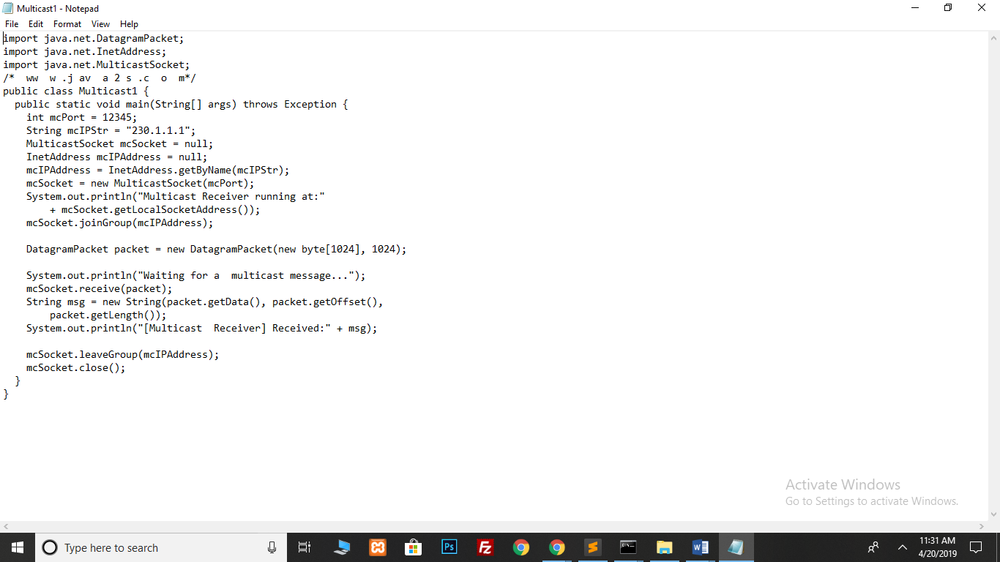 Multicast1 - Notepad
File Edit Format View Help
import java.net.DatagramPacket;
import java.net.InetAddress;
import java.net.MulticastSocket;
/*  ww  w .j av  a 2 s .c  o  m*/
public class Multicast1 {
  public static void main(String[] args) throws Exception {
    int mcPort = 12345;
    String mcIPStr = "230.1.1.1";
    MulticastSocket mcSocket = null;
    InetAddress mcIPAddress = null;
    mcIPAddress = InetAddress.getByName(mcIPStr);
    mcSocket = new MulticastSocket(mcPort);
    System.out.println("Multicast Receiver running at:"
        + mcSocket.getLocalSocketAddress());
    mcSocket.joinGroup(mcIPAddress);
    DatagramPacket packet = new DatagramPacket(new byte[1024], 1024);
    System.out.println("Waiting for a  multicast message...");
    mcSocket.receive(packet);
    String msg = new String(packet.getData(), packet.getOffset(),
        packet.getLength());
    System.out.println("[Multicast  Receiver] Received:" + msg);
    mcSocket.leaveGroup(mcIPAddress);
    mcSocket.close();
  }
}
Activate Windows
Go to Settings to activate Windows.
Type here to search
Ps
Fz
C:\
W
11:31 AM
4/20/2019